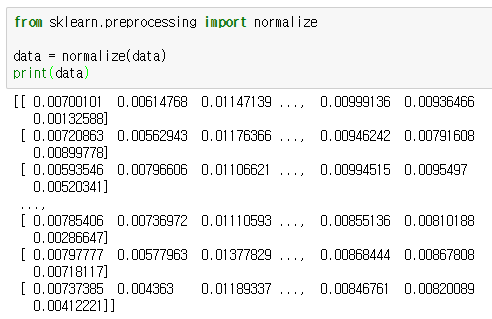 from sklearn.preprocessing import normalize
data = normalize(data)
print(data)
[[ 0.00700101 0.00614768 0.01147139 ..., 0.00999136 0.00936466
0.00132588]
[ 0.00720863 0.00562943 0.01176366 ..., 0.00946242 0.00791608
0.00899778]
[ 0.00593546 0.00796606 0.01106621 ..., 0.00994515 0.0095497
0.00520341]
...,
[ 0.00785406 0.00736972 0.01110593 ..., 0.00855136 0.00810188
0.00286647]
[ 0.00797777 0.00577963 0.01377829 ..., 0.00868444 0.00867808
0.00718117]
[ 0.00737385 0.004363 0.01189337 ..., 0.00846761 0.00820089
0.00412221]]